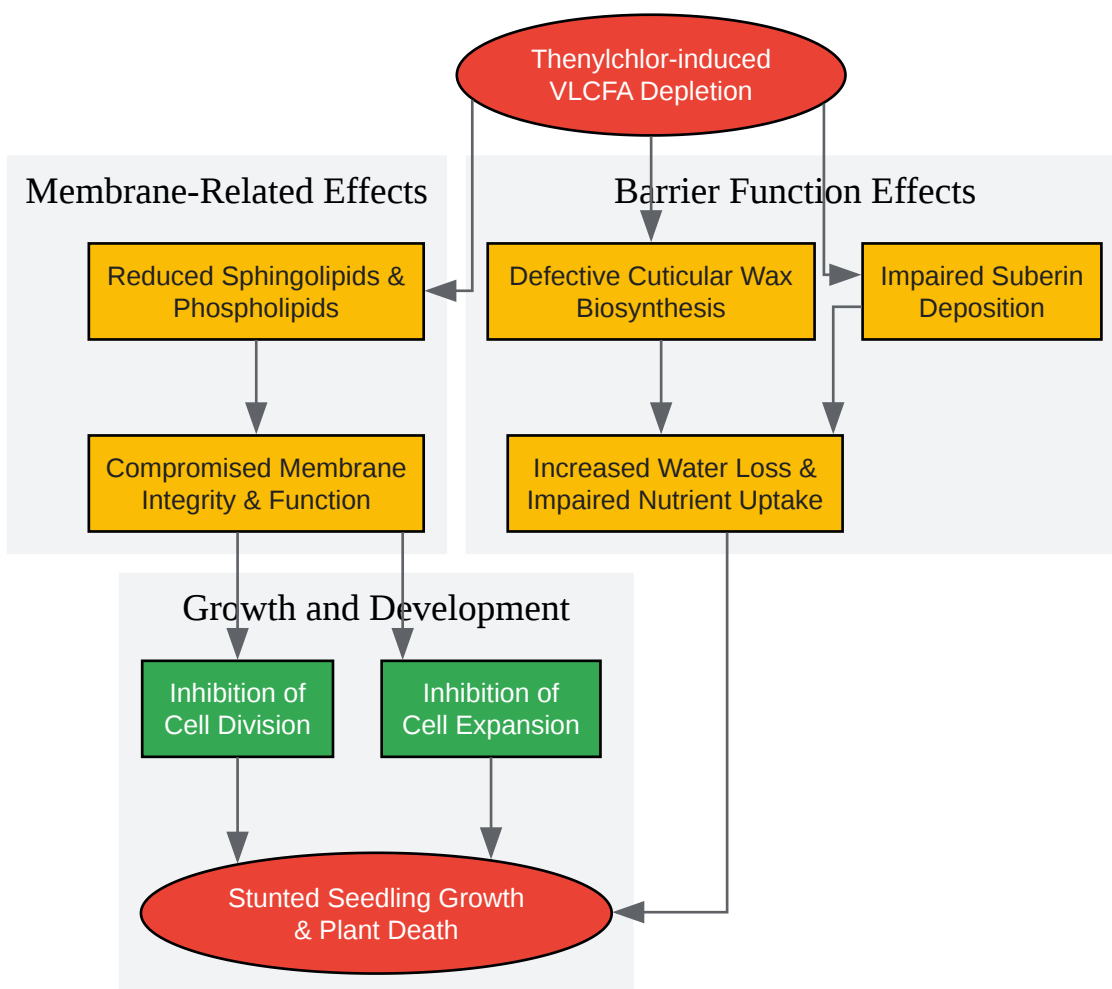 Thenylchlor-induced
VLCFA Depletion
Membrane-Related Effects
Barrier Function Effects
Reduced Sphingolipids &
Phospholipids
Defective Cuticular Wax
Biosynthesis
Impaired Suberin
Deposition
Compromised Membrane
Integrity & Function
Increased Water Loss &
Impaired Nutrient Uptake
Growth and Development
Inhibition of
Cell Division
Inhibition of
Cell Expansion
Stunted Seedling Growth
& Plant Death